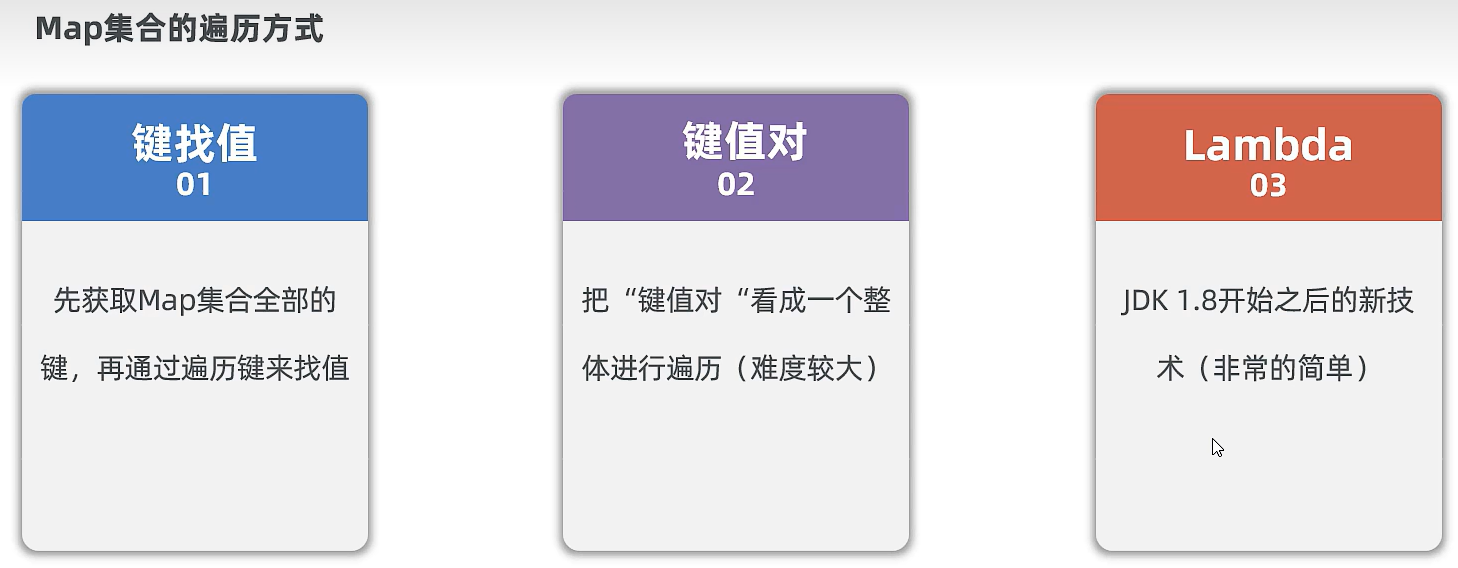 Map集合的遍历方式
键找值
01
先获取Map集合全部的
键，再通过遍历键来找值
键值对
02
把“键值对“看成一个整
体进行遍历（难度较大）
Lambda
03
JDK 1.8开始之后的新技
术（非常的简单）